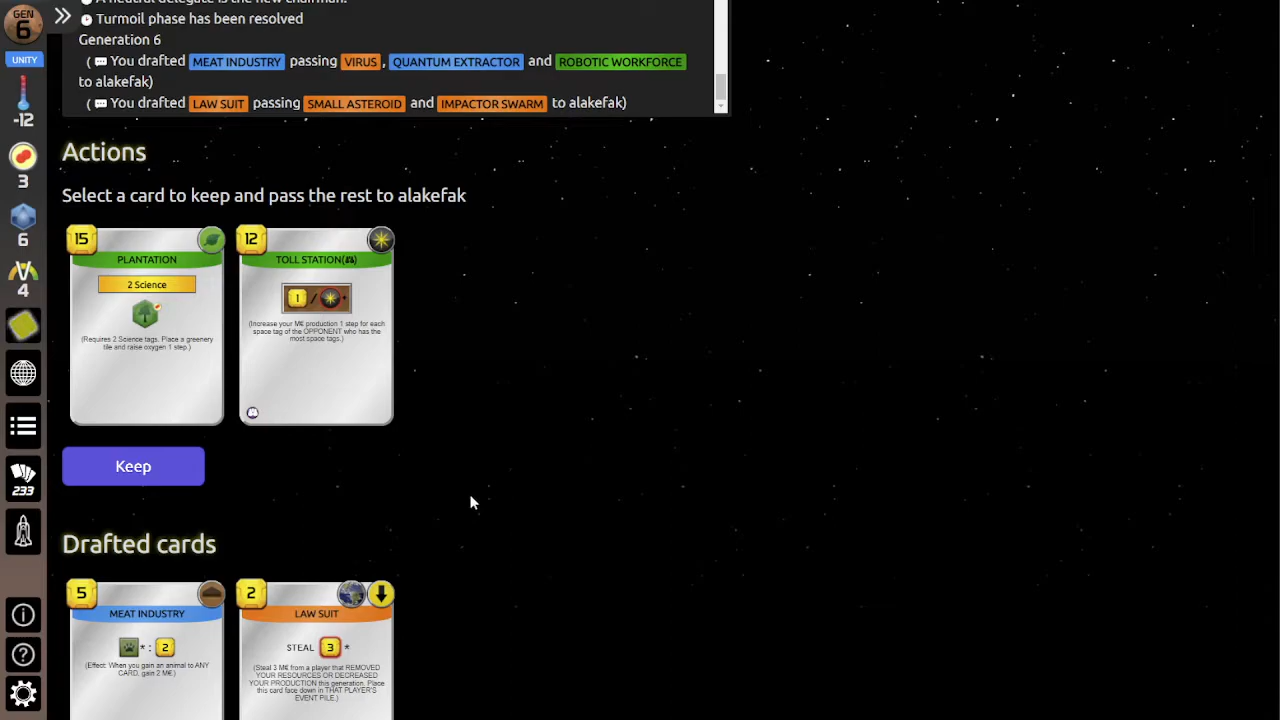 A neutral delegate is the new chairman.
Turmoil phase has been resolved
Generation 6
( You drafted MEAT INDUSTRY passing VIRUS , QUANTUM EXTRACTOR and ROBOTIC WORKFORCE
to alakefak)
( You drafted LAW SUIT passing SMALL ASTEROID and IMPACTOR SWARM to alakefak)
GEN
6
UNITY
-12
3
6
4
233
Actions
Select a card to keep and pass the rest to alakefak
15
PLANTATION
2 Science
(Requires 2 Science tags. Place a greenery
tile and raise oxygen 1 step.)
12
TOLL STATION
1 /
(Increase your M€ production 1 step for each
space tag of the OPPONENT who has the
most space tags.)
Keep
Drafted cards
5
MEAT INDUSTRY
* : 2
(Effect: When you gain an animal to ANY
CARD, gain 2 M€.)
2
LAW SUIT
STEAL 3 *
(Steal 3 M€ from a player that REMOVED
YOUR RESOURCES OR DECREASED
YOUR PRODUCTION this generation. Place
this card face down in THAT PLAYER'S
EVENT PILE.)